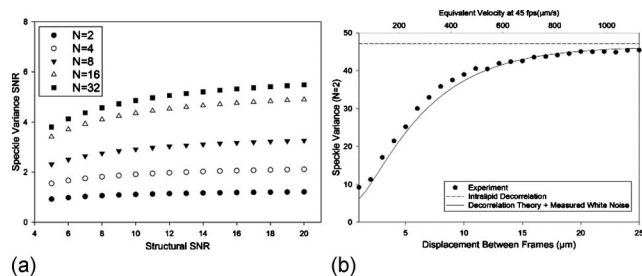 N=2
N=4
N=8
N=16
N=32
8
6
4
2
0
Speckle Variance SNR
4 6 8 10 12 14 16 18 20
Structural SNR
(a)
Equivalent Velocity at 45 fps(µm/s)
200 400 600 800 1000
50
40
30
20
10
0
Speckle Variance (N=2)
Experiment
Intralipid Decorrelation
Decorrelation Theory + Measured White Noise
5 10 15 20 25
Displacement Between Frames (µm)
(b)